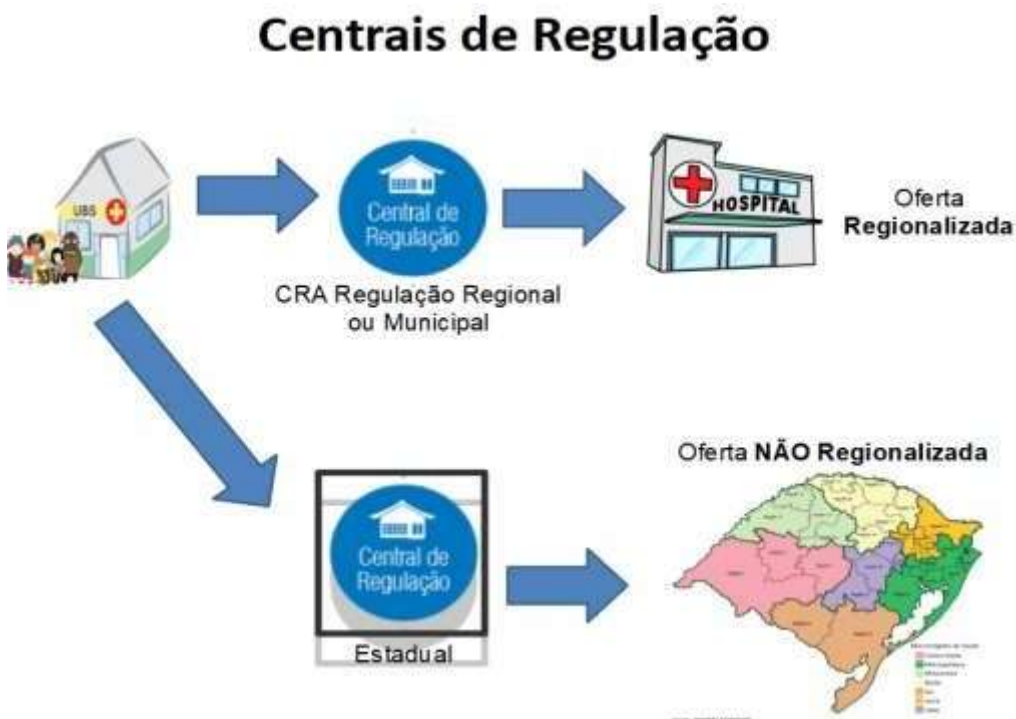 Centrais de Regulação
UBS
Central de
Regulação
CRA Regulação Regional
ou Municipal
HOSPITAL
Oferta
Regionalizada
Central de
Regulação
Estadual
Oferta NÃO Regionalizada